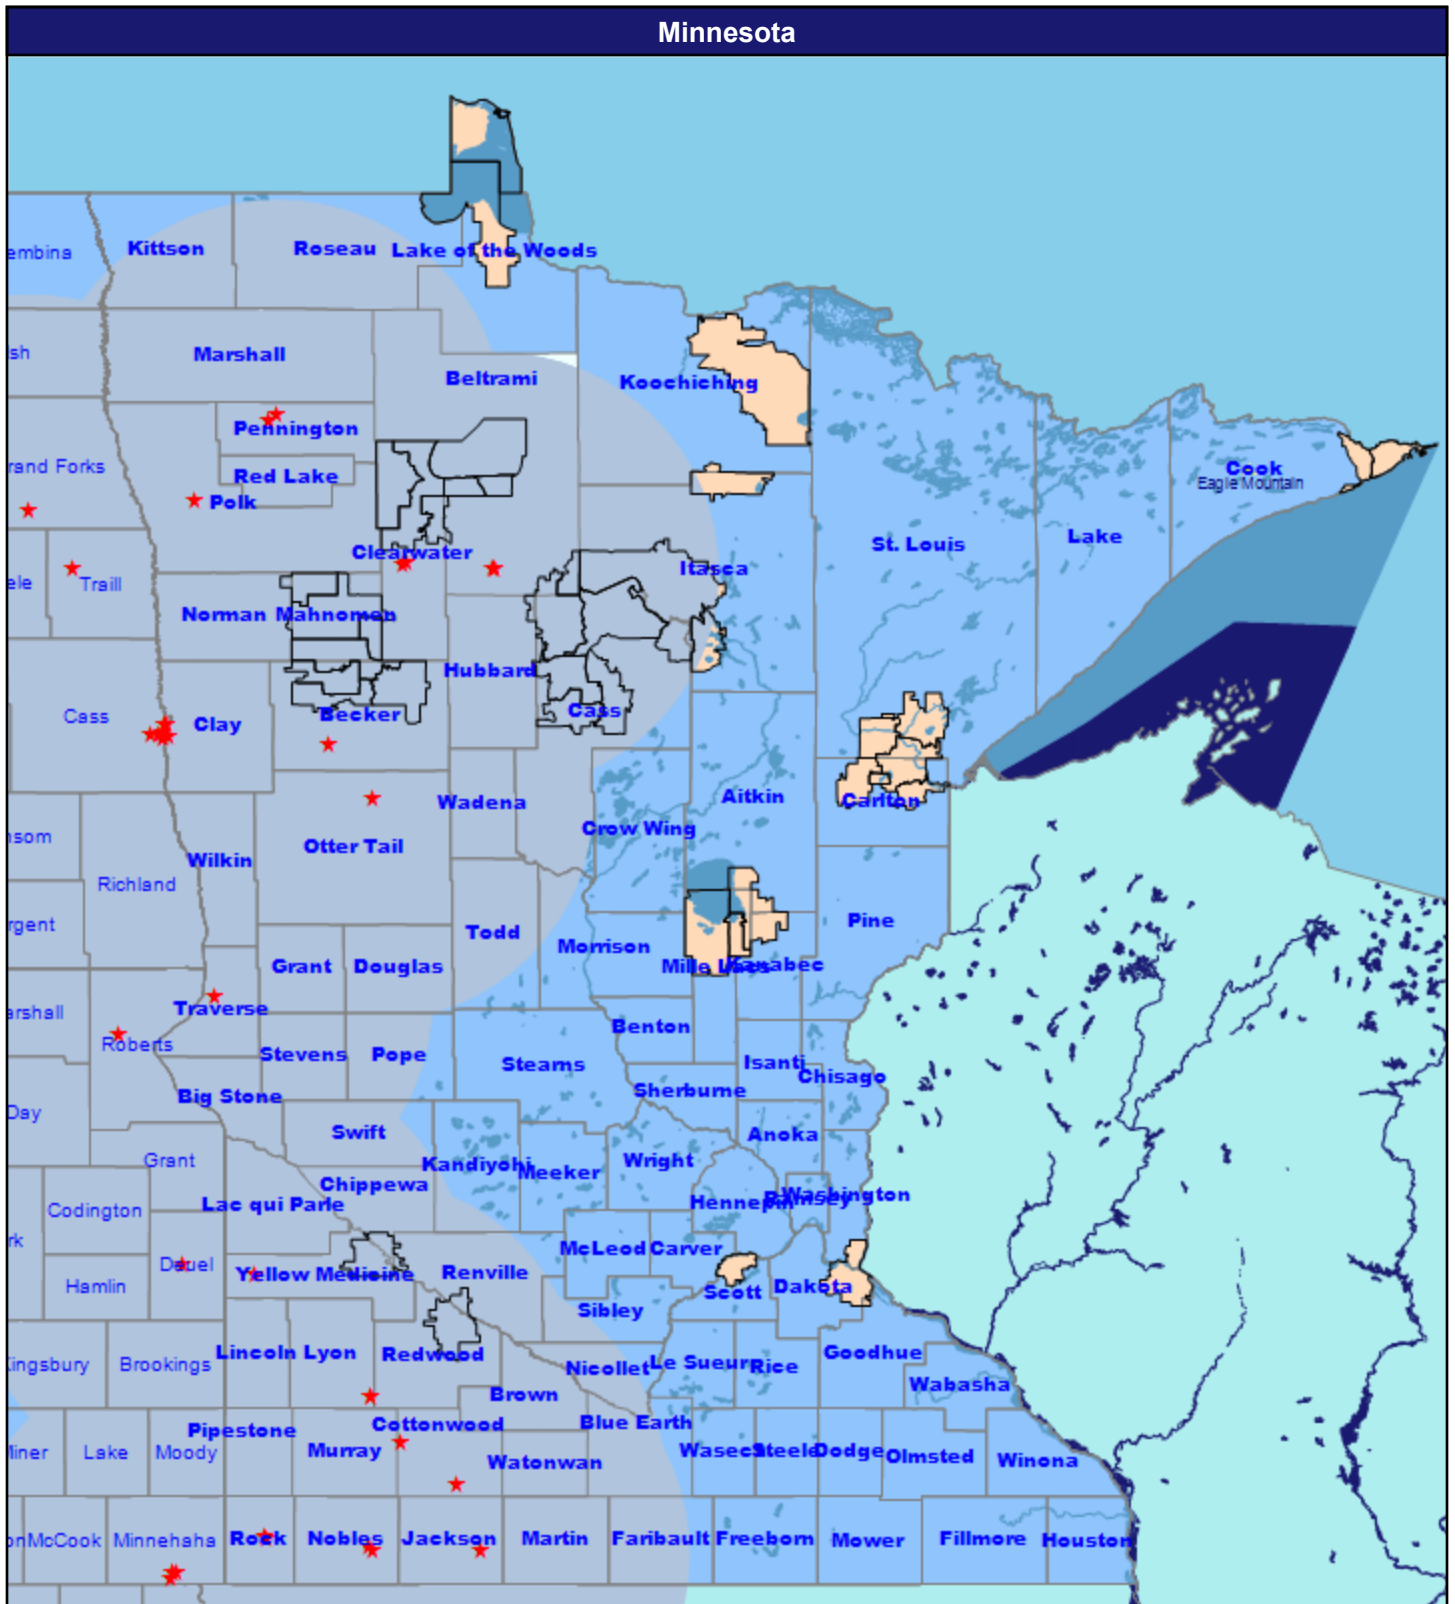 Minnesota
embina
Kittson
Roseau
Lake of the Woods
sh
Marshall
Beltrami
Koochiching
Pennington
rand Forks
Red Lake
Polk
Cook
Eagle Mountain
Clearwater
St. Louis
Lake
Itasca
ele
Traill
Norman
Mahnomen
Hubbard
Cass
Clay
Becker
Cass
Wadena
Aitkin
Carlton
Crow Wing
nsom
Otter Tail
Wilkin
Richland
rgent
Todd
Pine
Morrison
Grant
Douglas
Mille Lacs
Kanabec
arshall
Traverse
Roberts
Benton
Stevens
Pope
Stearns
Isanti
Chisago
Sherburne
Big Stone
Day
Swift
Anoka
Grant
Kandiyohi
Meeker
Wright
Chippewa
Lac qui Parle
Hennepin
Ramsey
Washington
Codington
rk
McLeod
Carver
Deuel
Yellow Medicine
Renville
Hamlin
Scott
Dakota
Sibley
Kingsbury
Brookings
Lincoln
Lyon
Redwood
Nicollet
Le Sueur
Rice
Goodhue
Wabasha
Brown
Blue Earth
Cottonwood
Pipestone
Miner
Lake
Moody
Murray
Watonwan
Waseca
Steele
Dodge
Olmsted
Winona
on
McCook
Minnehaha
Rock
Nobles
Jackson
Martin
Faribault
Freeborn
Mower
Fillmore
Houston